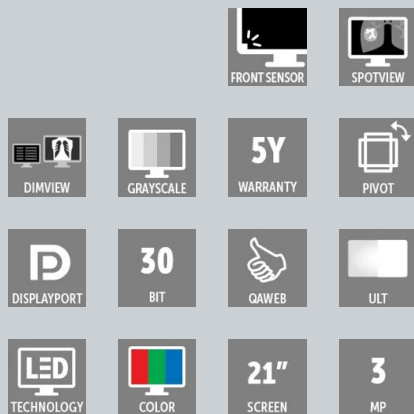 FRONT SENSOR
SPOTVIEW
DIMVIEW
GRAYSCALE
5Y
WARRANTY
PIVOT
DISPLAYPORT
30
BIT
QAWEB
ULT
LED
TECHNOLOGY
COLOR
21"
SCREEN
3
MP